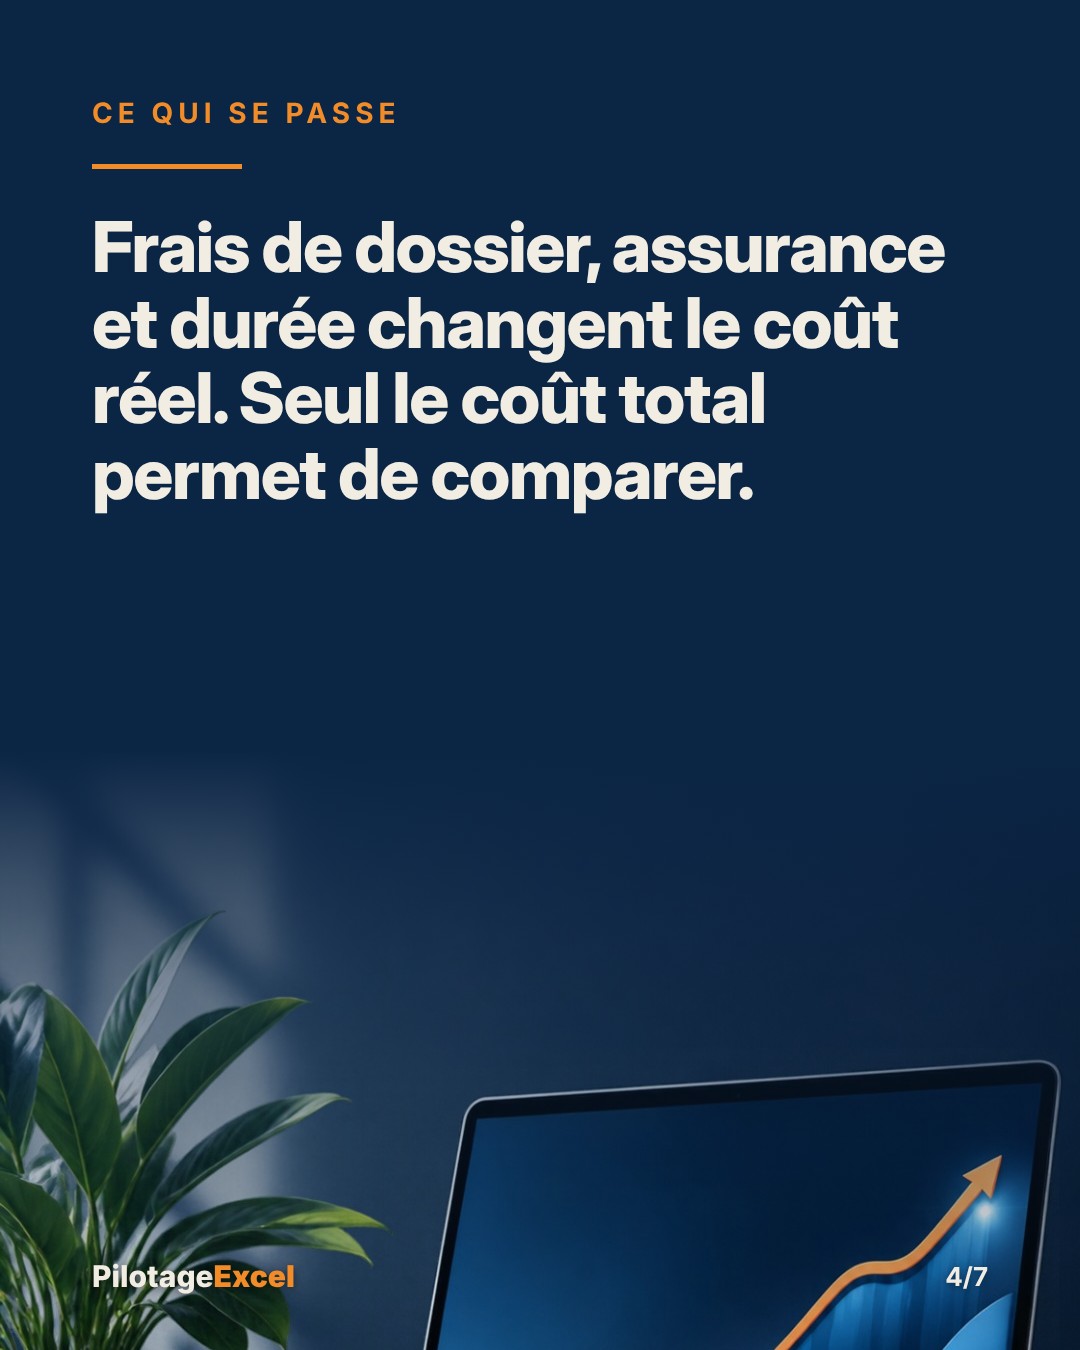 CE QUI SE PASSE
Frais de dossier, assurance
et durée changent le coût
réel. Seul le coût total
permet de comparer.
PilotageExcel
4/7